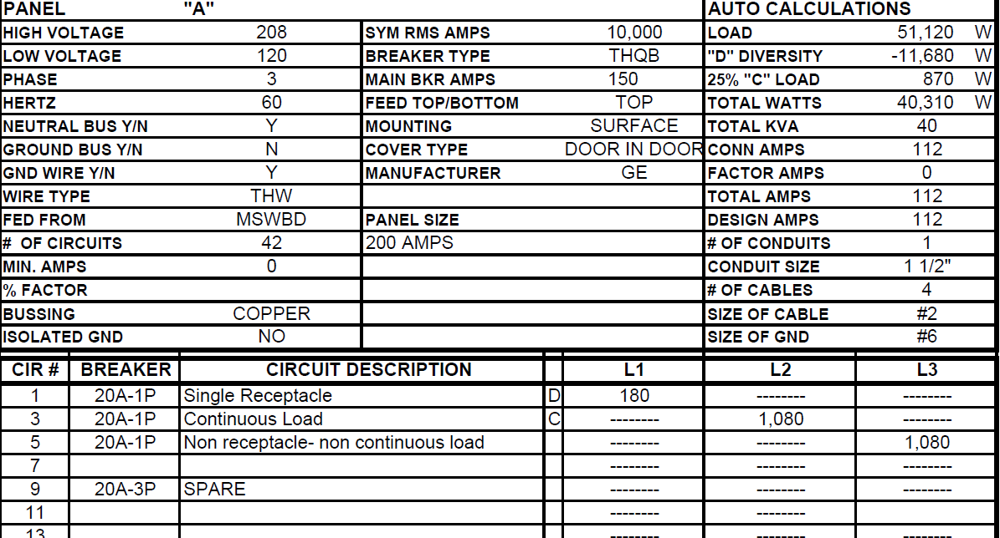 PANEL "A" AUTO CALCULATIONS
HIGH VOLTAGE 208 SYM RMS AMPS 10,000 LOAD 51,120 W
LOW VOLTAGE 120 BREAKER TYPE THQB "D" DIVERSITY -11,680 W
PHASE 3 MAIN BKR AMPS 150 25% "C" LOAD 870 W
HERTZ 60 FEED TOP/BOTTOM TOP TOTAL WATTS 40,310 W
NEUTRAL BUS Y/N Y MOUNTING SURFACE TOTAL KVA 40
GROUND BUS Y/N N COVER TYPE DOOR IN DOOR CONN AMPS 112
GND WIRE Y/N Y MANUFACTURER GE FACTOR AMPS 0
WIRE TYPE THW TOTAL AMPS 112
FED FROM MSWBD PANEL SIZE DESIGN AMPS 112
# OF CIRCUITS 42 200 AMPS # OF CONDUITS 1
MIN. AMPS 0 CONDUIT SIZE 1 1/2"
% FACTOR # OF CABLES 4
BUSSING COPPER SIZE OF CABLE #2
ISOLATED GND NO SIZE OF GND #6
CIR # BREAKER CIRCUIT DESCRIPTION L1 L2 L3
1 20A-1P Single Receptacle D 180 -------- --------
3 20A-1P Continuous Load C -------- 1,080 --------
5 20A-1P Non receptacle- non continuous load -------- -------- 1,080
7 -------- -------- --------
9 20A-3P SPARE -------- -------- --------
11 -------- --------
13 -------- -------- --------